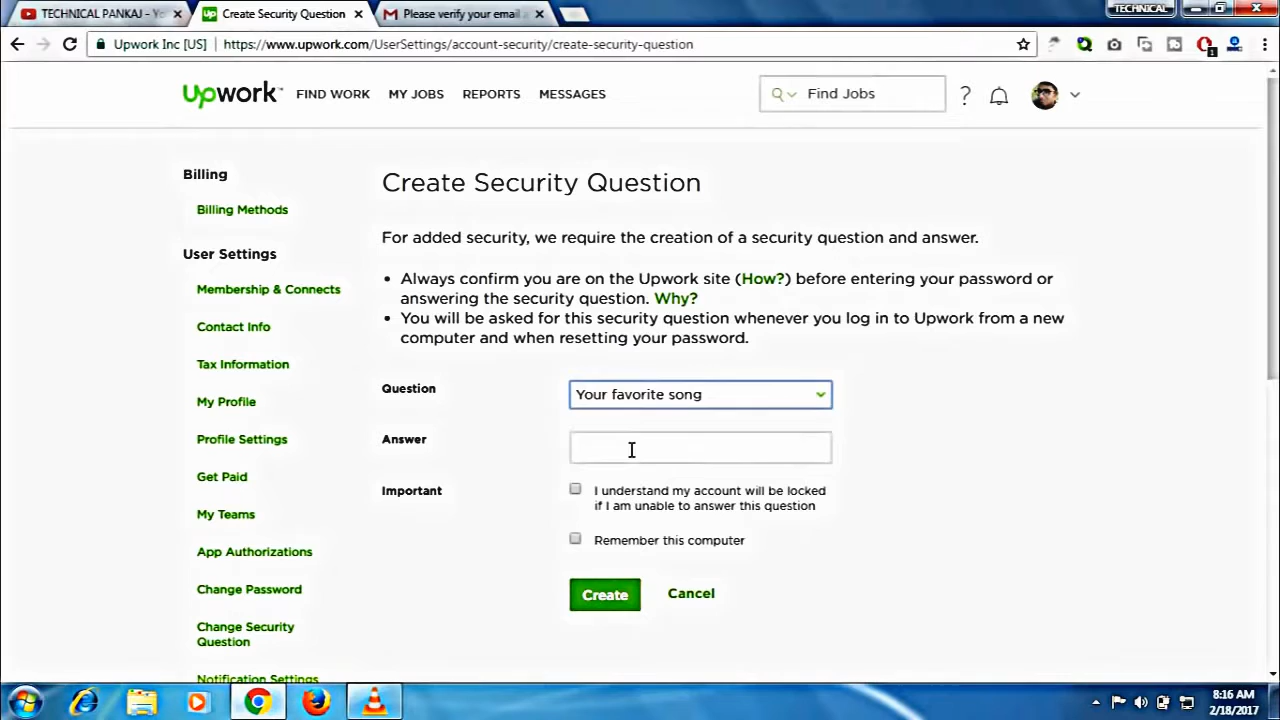 TECHNICAL PANKAJ - Yo
Create Security Question
Please verify your email a
TECHNICAL
Upwork Inc [US]
https://www.upwork.com/UserSettings/account-security/create-security-question
1
Upwork
FIND WORK
MY JOBS
REPORTS
MESSAGES
Find Jobs
?
Billing
Billing Methods
User Settings
Membership & Connects
Contact Info
Tax Information
My Profile
Profile Settings
Get Paid
My Teams
App Authorizations
Change Password
Change Security
Question
Notification Settings
Create Security Question
For added security, we require the creation of a security question and answer.
• Always confirm you are on the Upwork site (How?) before entering your password or
answering the security question. Why?
• You will be asked for this security question whenever you log in to Upwork from a new
computer and when resetting your password.
Question
Your favorite song
Answer
Important
I understand my account will be locked
if I am unable to answer this question
Remember this computer
Create
Cancel
8:16 AM
2/18/2017